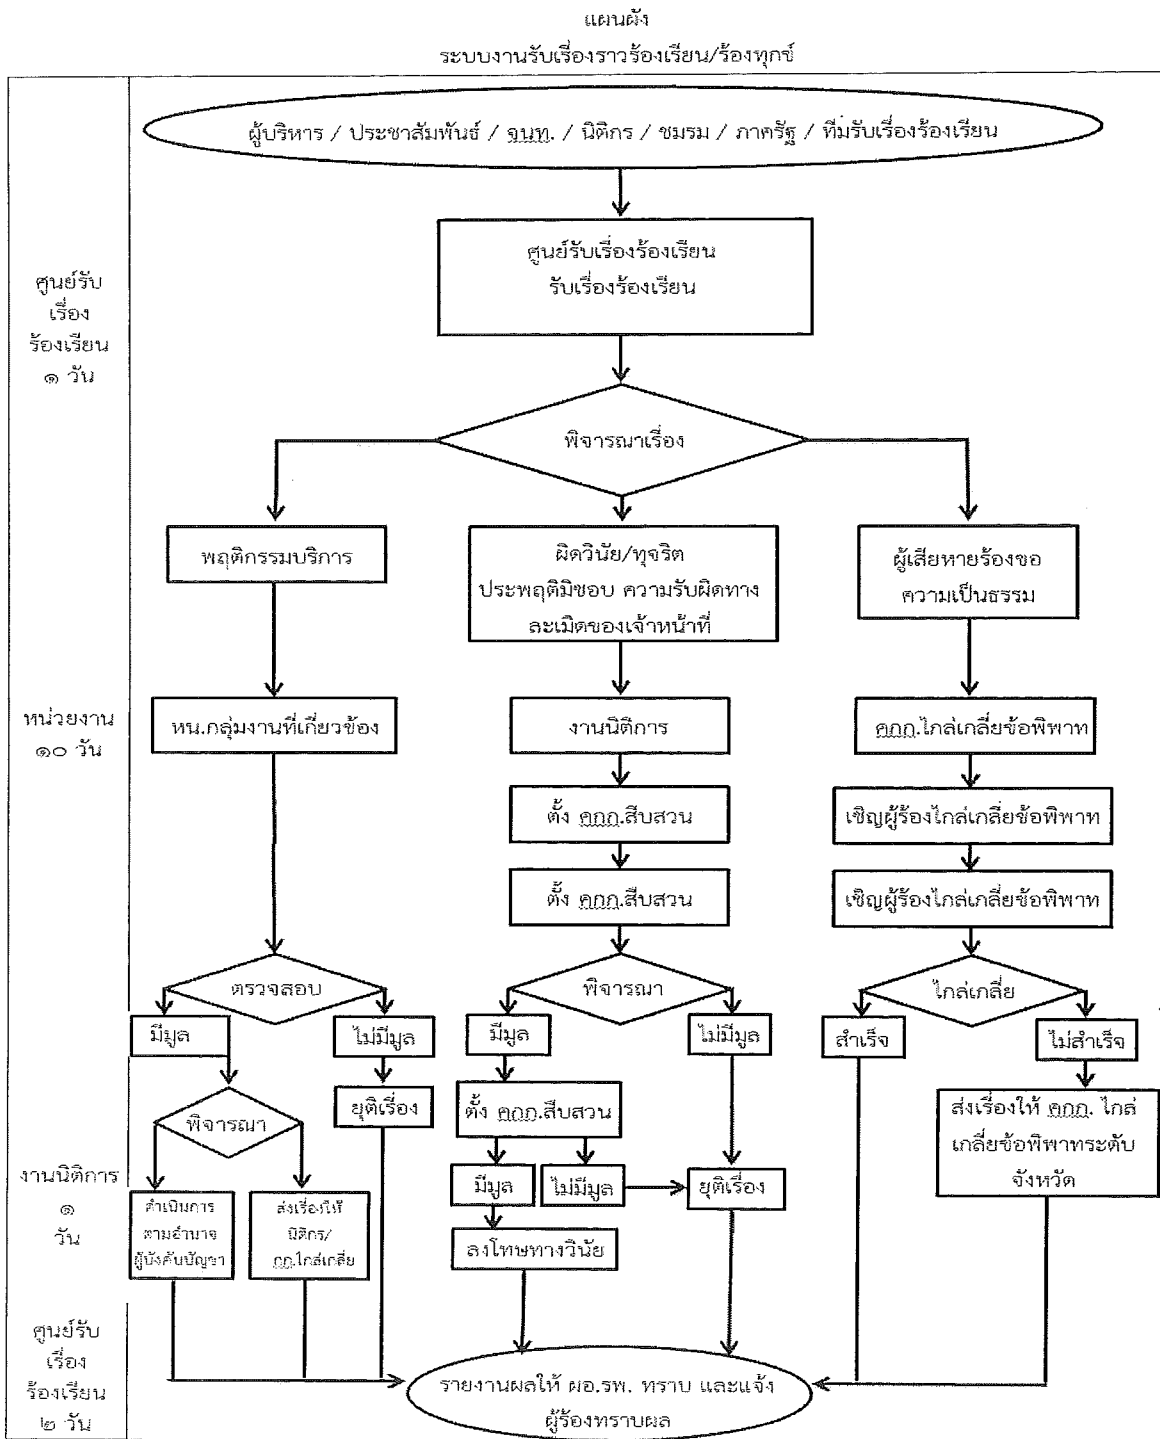 แผนผัง
ระบบงานรับเรื่องราวร้องเรียน/ร้องทุกข์
ผู้บริหาร / ประชาสัมพันธ์ / จนท. / นิติกร / ชมรม / ภาครัฐ / ทีมรับเรื่องร้องเรียน
ศูนย์รับ
เรื่อง
ร้องเรียน
๑ วัน
ศูนย์รับเรื่องร้องเรียน
รับเรื่องร้องเรียน
พิจารณาเรื่อง
พฤติกรรมบริการ
ผิดวินัย/ทุจริต
ประพฤติมิชอบ ความรับผิดทาง
ละเมิดของเจ้าหน้าที่
ผู้เสียหายร้องขอ
ความเป็นธรรม
หน่วยงาน
๑๐ วัน
หน.กลุ่มงานที่เกี่ยวข้อง
งานนิติการ
คกก.ไกล่เกลี่ยข้อพิพาท
ตั้ง คกก.สืบสวน
เชิญผู้ร้องไกล่เกลี่ยข้อพิพาท
ตั้ง คกก.สืบสวน
เชิญผู้ร้องไกล่เกลี่ยข้อพิพาท
ตรวจสอบ
พิจารณา
ไกล่เกลี่ย
มีมูล
ไม่มีมูล
มีมูล
ไม่มีมูล
สำเร็จ
ไม่สำเร็จ
พิจารณา
ยุติเรื่อง
ตั้ง คกก.สืบสวน
ส่งเรื่องให้ คกก. ไกล่
เกลี่ยข้อพิพาทระดับ
จังหวัด
งานนิติการ
๑
วัน
มีมูล
ไม่มีมูล
ยุติเรื่อง
ดำเนินการ
ตามอำนาจ
ผู้บังคับบัญชา
ส่งเรื่องให้
นิติกร/
กก.ไกล่เกลี่ย
ลงโทษทางวินัย
ศูนย์รับ
เรื่อง
ร้องเรียน
๒ วัน
รายงานผลให้ ผอ.รพ. ทราบ และแจ้ง
ผู้ร้องทราบผล